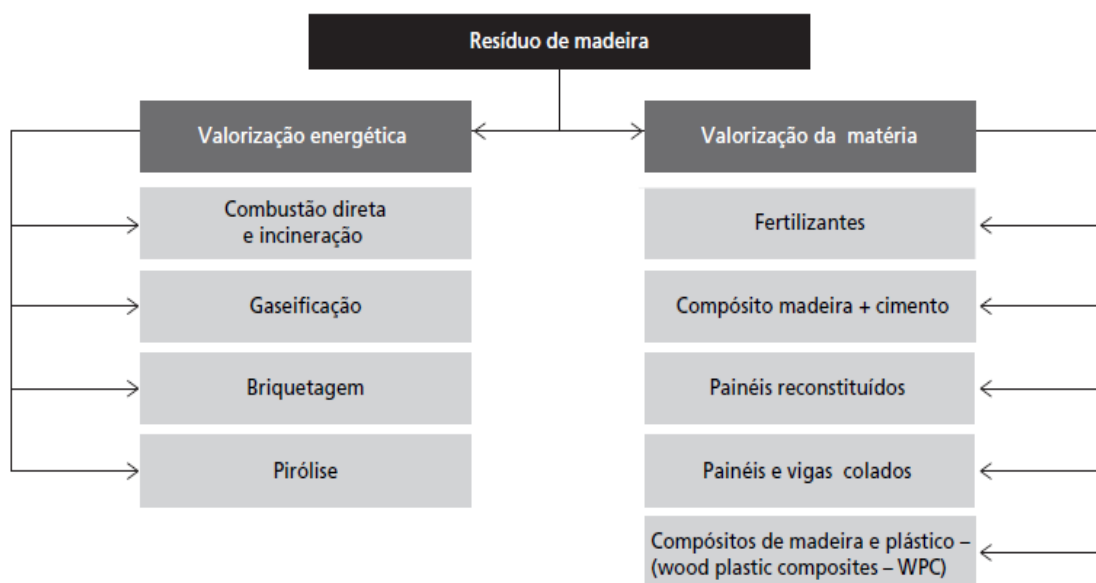 Resíduo de madeira
Valorização energética
Combustão direta
e incineração
Gaseificação
Briquetagem
Pirólise
Valorização da matéria
Fertilizantes
Compósito madeira + cimento
Painéis reconstituídos
Painéis e vigas colados
Compósitos de madeira e plástico –
(wood plastic composites – WPC)